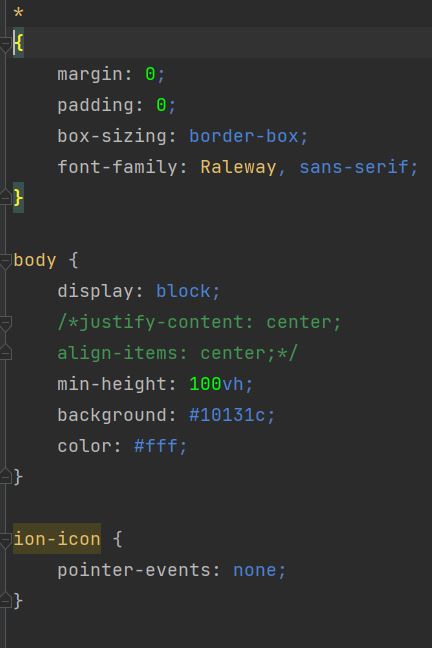 *
{
    margin: 0;
    padding: 0;
    box-sizing: border-box;
    font-family: Raleway, sans-serif;
}

body {
    display: block;
    /*justify-content: center;
    align-items: center;*/
    min-height: 100vh;
    background: #10131c;
    color: #fff;
}

ion-icon {
    pointer-events: none;
}